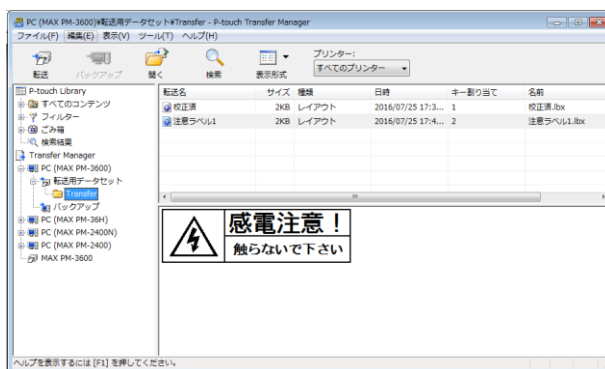 PC (MAX PM-3600)¥転送用データセット¥Transfer - P-touch Transfer Manager
ファイル(F) 編集(E) 表示(V) ツール(T) ヘルプ(H)
転送 バックアップ 開く 検索 表示形式
プリンター:
すべてのプリンター
P-touch Library
すべてのコンテンツ
フィルター
ごみ箱
検索結果
Transfer Manager
PC (MAX PM-3600)
転送用データセット
Transfer
バックアップ
PC (MAX PM-36H)
PC (MAX PM-2400N)
PC (MAX PM-2400)
MAX PM-3600
転送名 サイズ 種類 日時 キー割り当て 名前
校正済 2KB レイアウト 2016/07/25 17:3... 1 校正済.lbx
注意ラベル1 2KB レイアウト 2016/07/25 17:4... 2 注意ラベル1.lbx
感電注意！
触らないで下さい
ヘルプを表示するには [F1] を押してください。